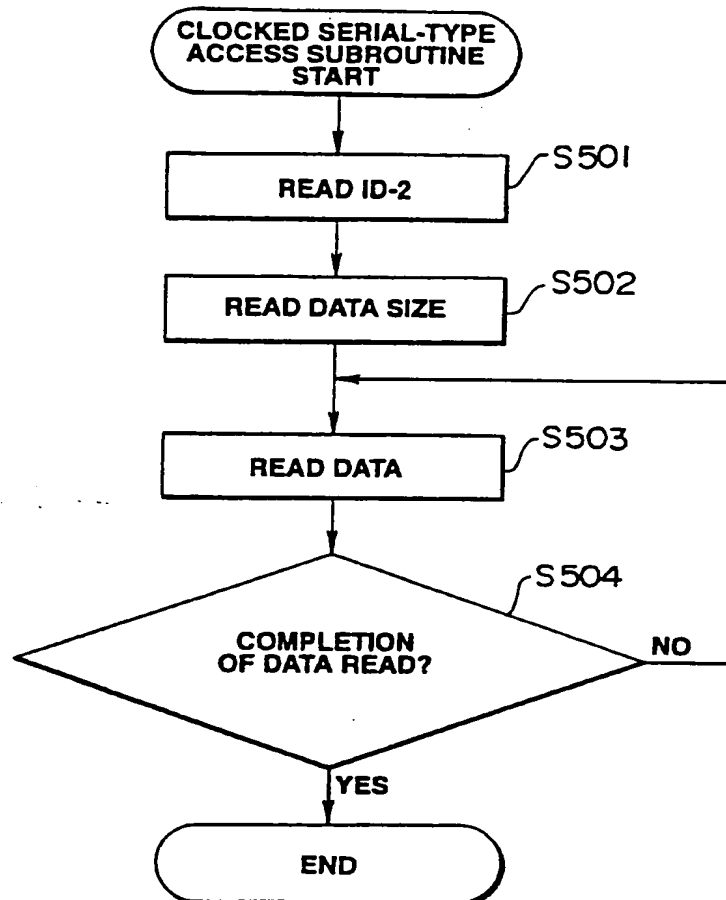 CLOCKED SERIAL-TYPE
ACCESS SUBROUTINE
START
S501
READ ID-2
S502
READ DATA SIZE
S503
READ DATA
S504
COMPLETION
OF DATA READ?
NO
YES
END